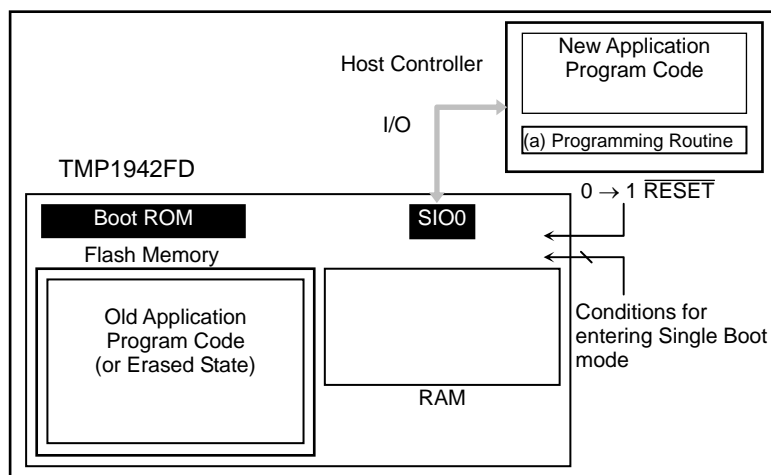 New Application
Program Code
Host Controller
I/O
(a) Programming Routine
TMP1942FD
0 → 1 RESET
Boot ROM
SIO0
Flash Memory
Old Application
Program Code
(or Erased State)
Conditions for
entering Single Boot
mode
RAM